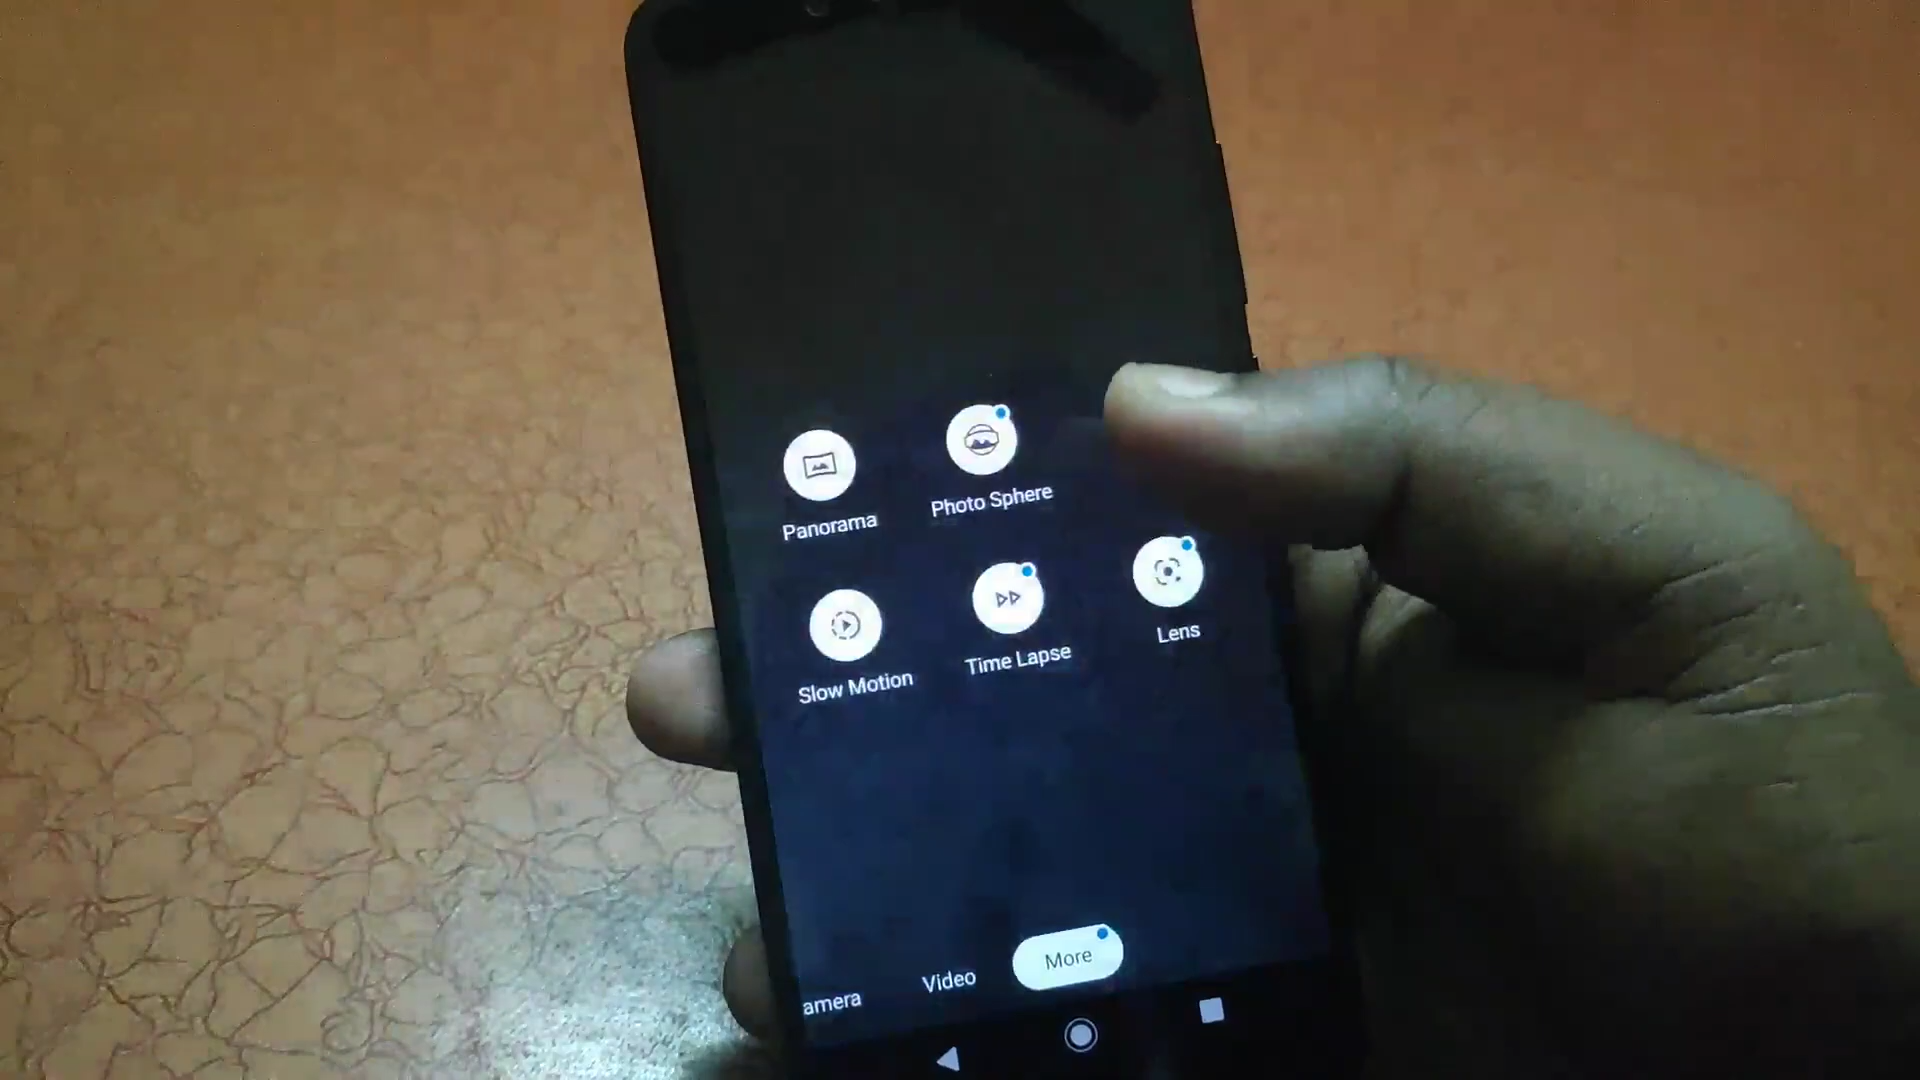 Panorama
Photo Sphere
Slow Motion
Time Lapse
Lens
amera
Video
More